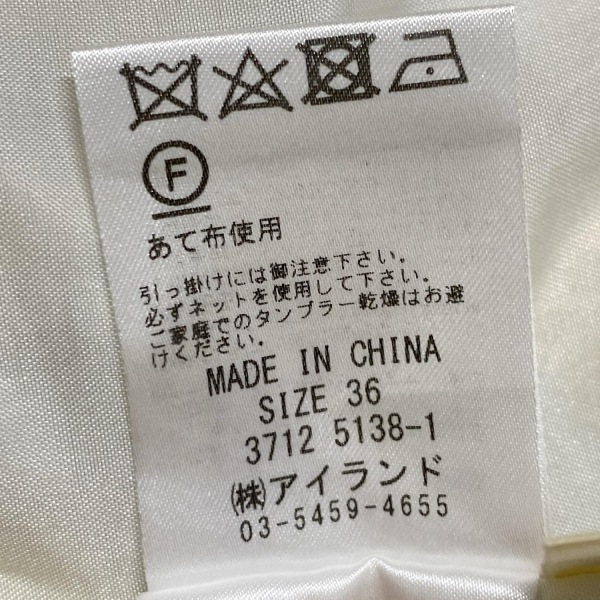 F
あて布使用
引っ掛けには御注意下さい。
必ずネットを使用して下さい。
ご家庭でのタンブラー乾燥はお避
けください。
MADE IN CHINA
SIZE 36
3712 5138-1
㈱アイランド
03-5459-4655